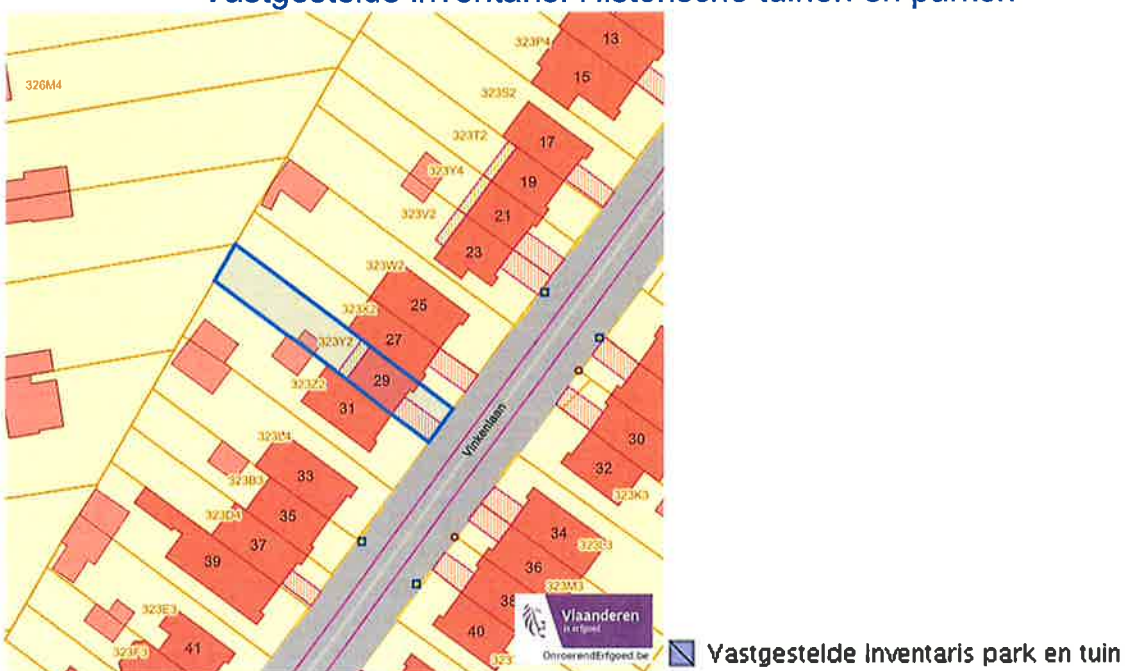 Vastgestelde Inventaris: Historische tuinen en parken
13
323P4
15
326M4
323S2
17
323T2
323Y4
19
323V2
21
23
323W2
25
323X2
27
323Y2
29
323Z2
31
Vinkenlaan
30
32
323K3
33
323B3
35
323D4
37
39
34
323L3
36
323M3
38
40
323E3
323F3
41
Vlaanderen
is erfgoed
OnroerendErfgoed.be
Vastgestelde Inventaris park en tuin